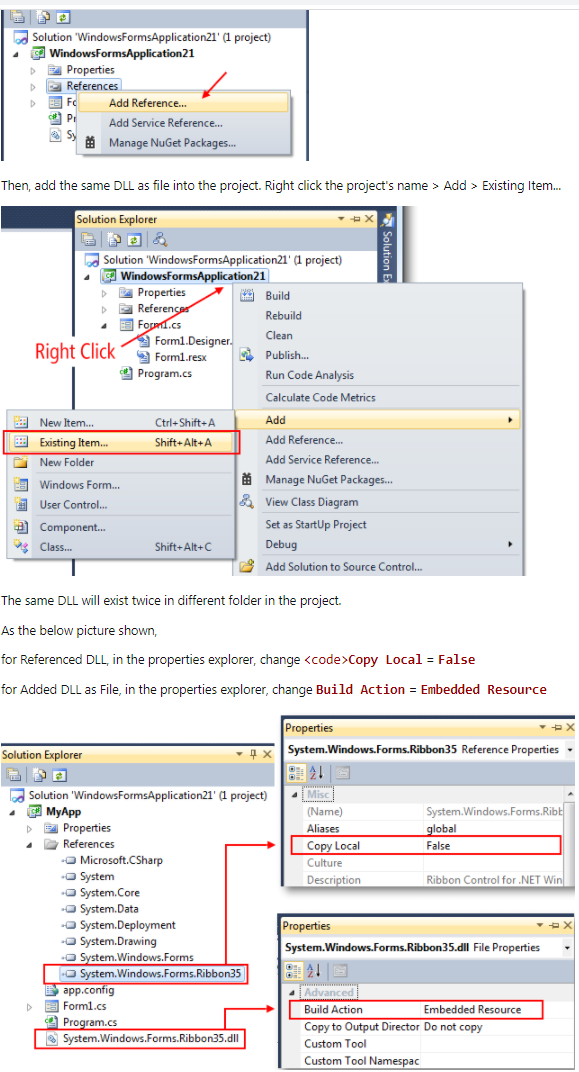 Solution 'WindowsFormsApplication21' (1 project)
WindowsFormsApplication21
Properties
References
Add Reference...
Add Service Reference...
Manage NuGet Packages...
Then, add the same DLL as file into the project. Right click the project's name > Add > Existing Item...
Solution Explorer
Solution 'WindowsFormsApplication21' (1 project)
WindowsFormsApplication21
Properties
References
Form1.cs
Form1.Designer.
Form1.resx
Program.cs
Right Click
Build
Rebuild
Clean
Publish...
Run Code Analysis
Calculate Code Metrics
Add
Add Reference...
Add Service Reference...
Manage NuGet Packages...
View Class Diagram
Set as StartUp Project
Debug
Add Solution to Source Control...
New Item... Ctrl+Shift+A
Existing Item... Shift+Alt+A
New Folder
Windows Form...
User Control...
Component...
Class... Shift+Alt+C
The same DLL will exist twice in different folder in the project.
As the below picture shown,
for Referenced DLL, in the properties explorer, change <code>Copy Local = False
for Added DLL as File, in the properties explorer, change Build Action = Embedded Resource
Solution Explorer
Solution 'WindowsFormsApplication21' (1 project)
MyApp
Properties
References
Microsoft.CSharp
System
System.Core
System.Data
System.Deployment
System.Drawing
System.Windows.Forms
System.Windows.Forms.Ribbon35
app.config
Form1.cs
Program.cs
System.Windows.Forms.Ribbon35.dll
Properties
System.Windows.Forms.Ribbon35 Reference Properties
Misc
(Name) System.Windows.Forms.Ribb
Aliases global
Copy Local False
Culture
Description Ribbon Control for .NET Win
Properties
System.Windows.Forms.Ribbon35.dll File Properties
Advanced
Build Action Embedded Resource
Copy to Output Director Do not copy
Custom Tool
Custom Tool Namespac